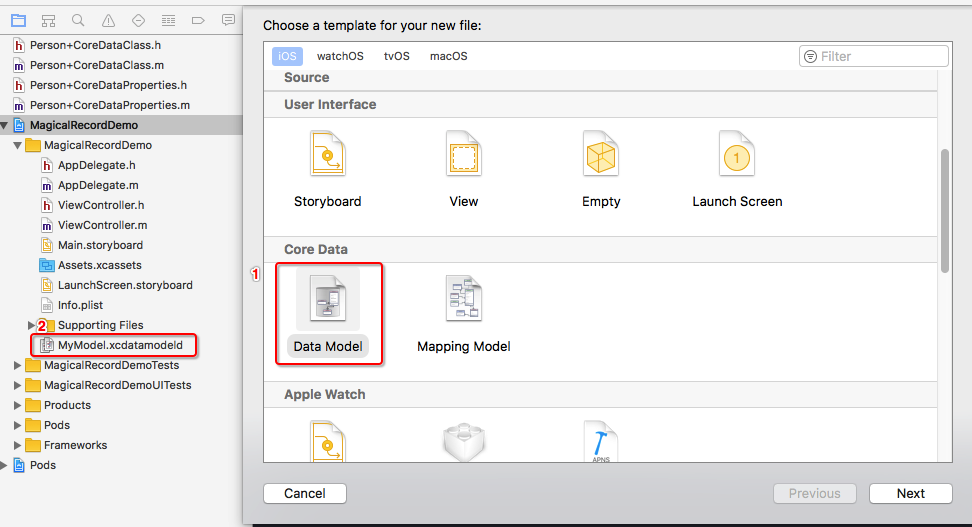 Person+CoreDataClass.h
Person+CoreDataClass.m
Person+CoreDataProperties.h
Person+CoreDataProperties.m
MagicalRecordDemo
MagicalRecordDemo
AppDelegate.h
AppDelegate.m
ViewController.h
ViewController.m
Main.storyboard
Assets.xcassets
LaunchScreen.storyboard
Info.plist
2 Supporting Files
MyModel.xcdatamodeld
MagicalRecordDemoTests
MagicalRecordDemoUITests
Products
Pods
Frameworks
Pods
Choose a template for your new file:
iOS watchOS tvOS macOS Filter
Source
User Interface
1
Storyboard View Empty Launch Screen
Core Data
1
Data Model Mapping Model
Apple Watch
APNS
Cancel Previous Next